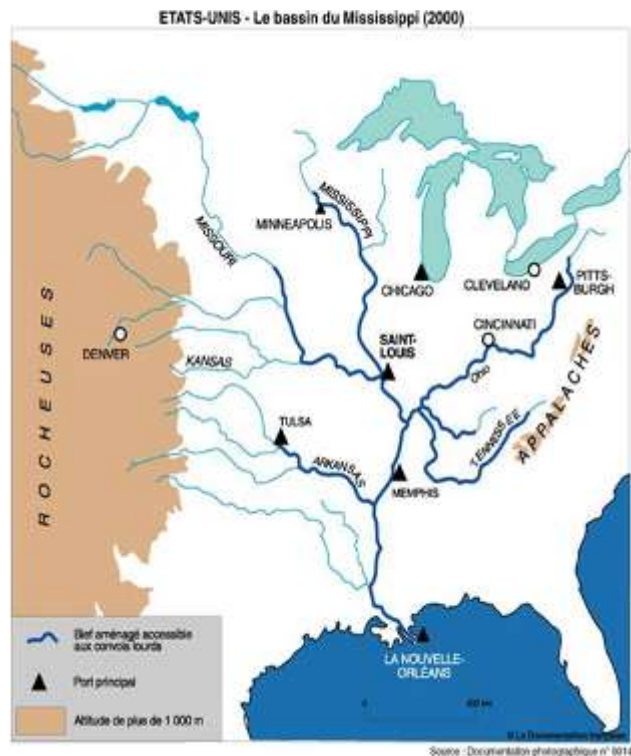 ETATS-UNIS - Le bassin du Mississippi (2000)
MISSISSIPPI
MINNEAPOLIS
MISSOURI
CHICAGO
CLEVELAND
PITTS-
BURGH
CINCINNATI
SAINT-
LOUIS
DENVER
KANSAS
Ohio
APPALACHES
ROCHEUSES
TULSA
TENNESSEE
ARKANSAS
MEMPHIS
LA NOUVELLE-
ORLÉANS
Bief aménagé accessible
aux convois lourds
Port principal
Altitude de plus de 1 000 m
0
© La Documentation française
Source : Documentation photographique n°